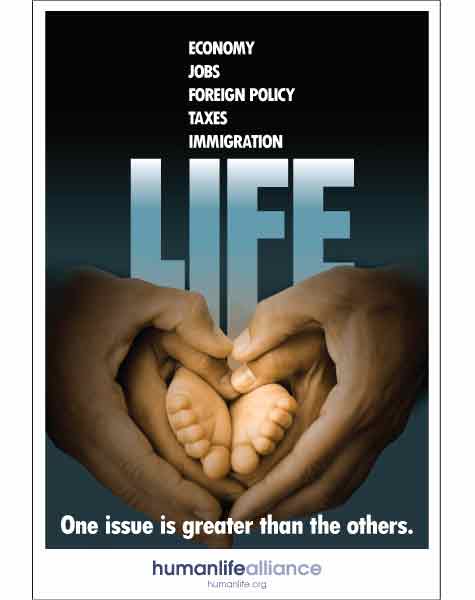 ECONOMY
JOBS
FOREIGN POLICY
TAXES
IMMIGRATION
LIFE
One issue is greater than the others.
humanlifealliance
humanlife.org